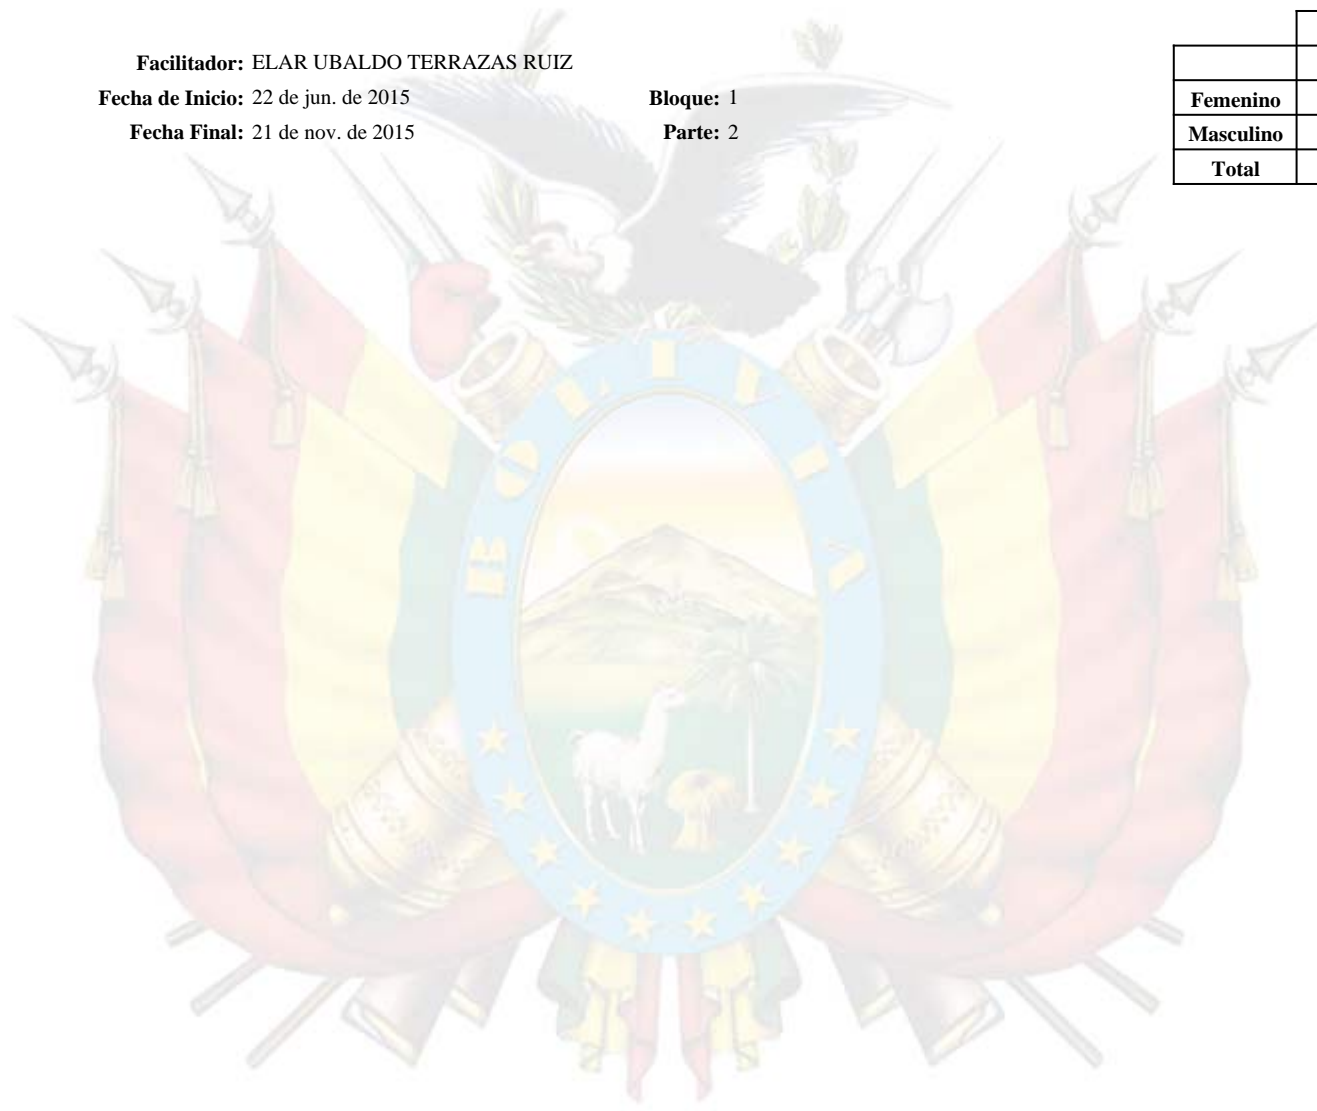 Facilitador: ELAR UBALDO TERRAZAS RUIZ
Fecha de Inicio: 22 de jun. de 2015 Bloque: 1
Fecha Final: 21 de nov. de 2015 Parte: 2
Femenino
Masculino
Total
BOLIVIA